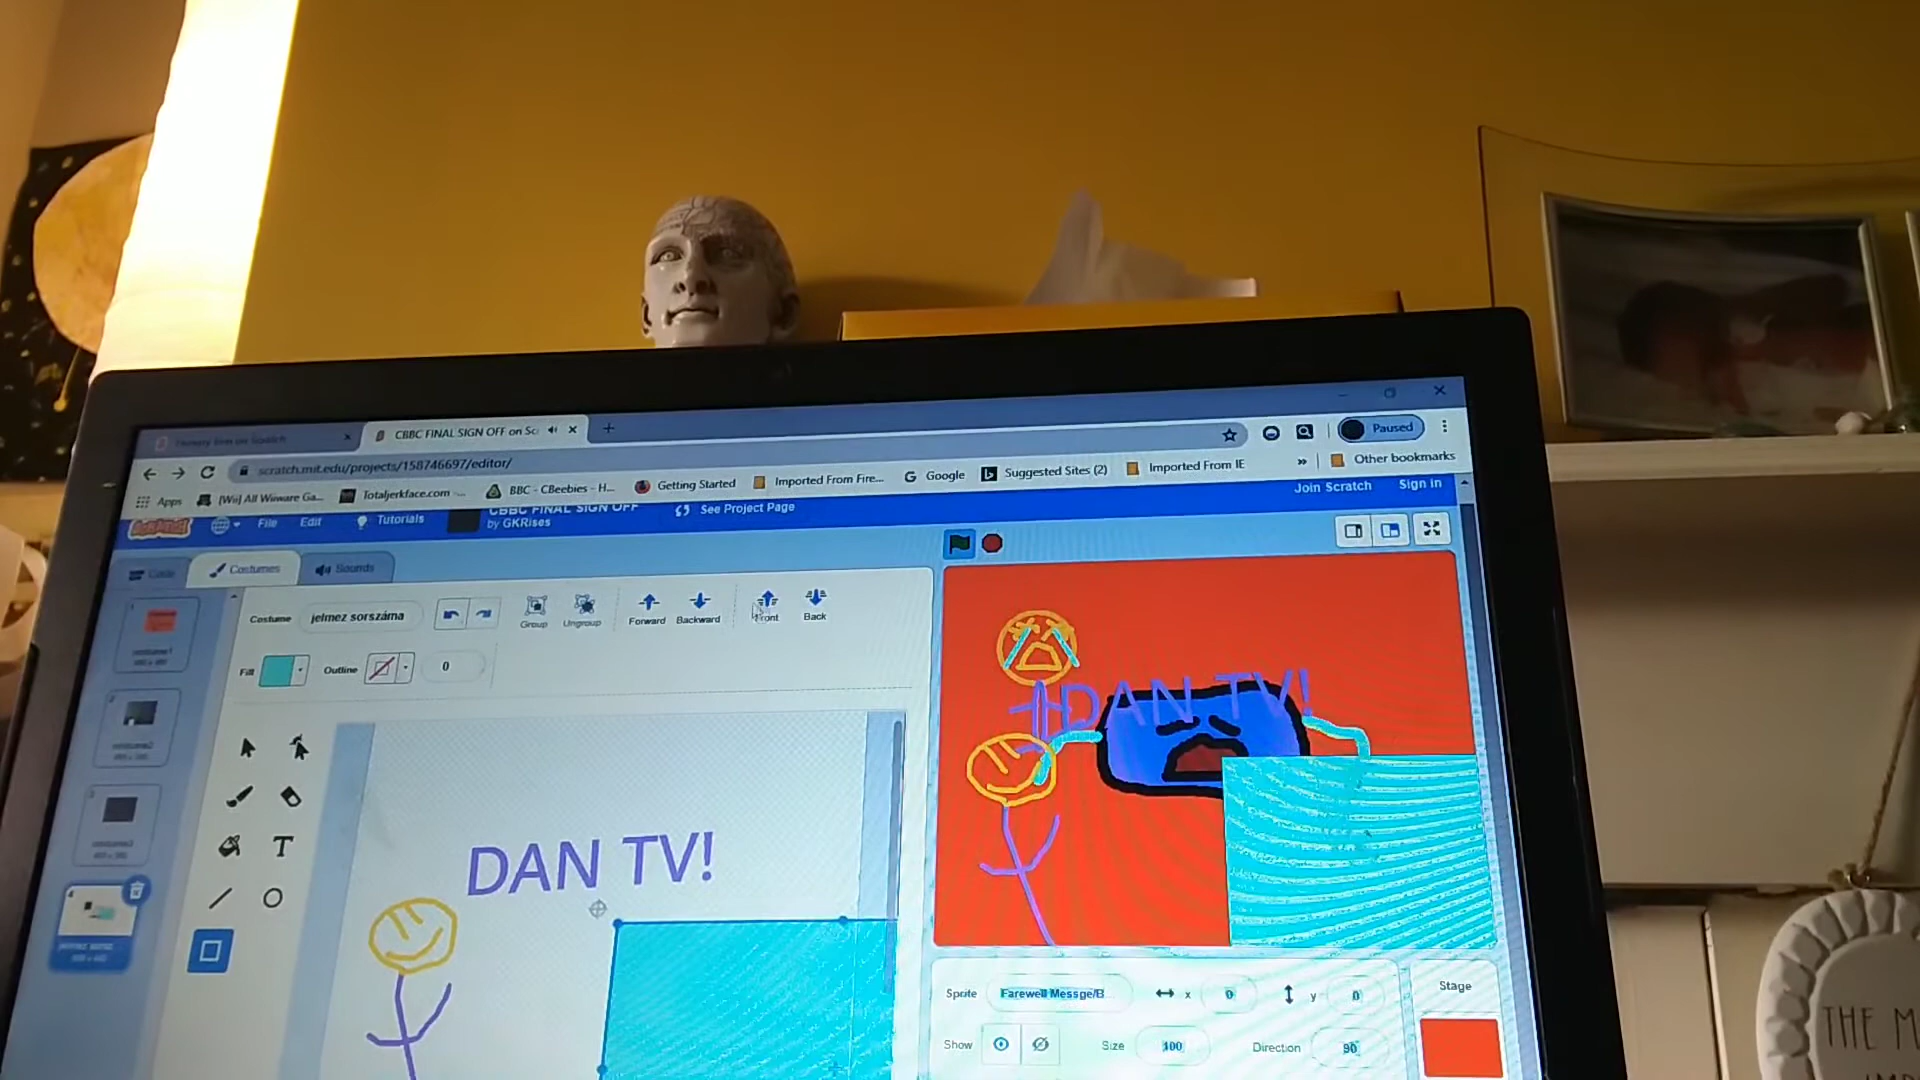 CBBC FINAL SIGN OFF on Sc
Paused
scratch.mit.edu/projects/158746697/editor/
Apps
[Wii] All Wiiware Ga...
Totaljerkface.com -...
BBC - CBeebies - H...
Getting Started
Imported From Fire...
Google
Suggested Sites (2)
Imported From IE
Other bookmarks
SCRATCH
File
Edit
Tutorials
CBBC FINAL SIGN OFF
by GKRises
See Project Page
Join Scratch
Sign in
Code
Costumes
Sounds
Costume
jelmez sorszáma
Group
Ungroup
Forward
Backward
Front
Back
Fill
Outline
0
DAN TV!
DAN TV!
Sprite
Farewell Messge/B
x
0
y
0
Show
Size
100
Direction
90
Stage
THE M